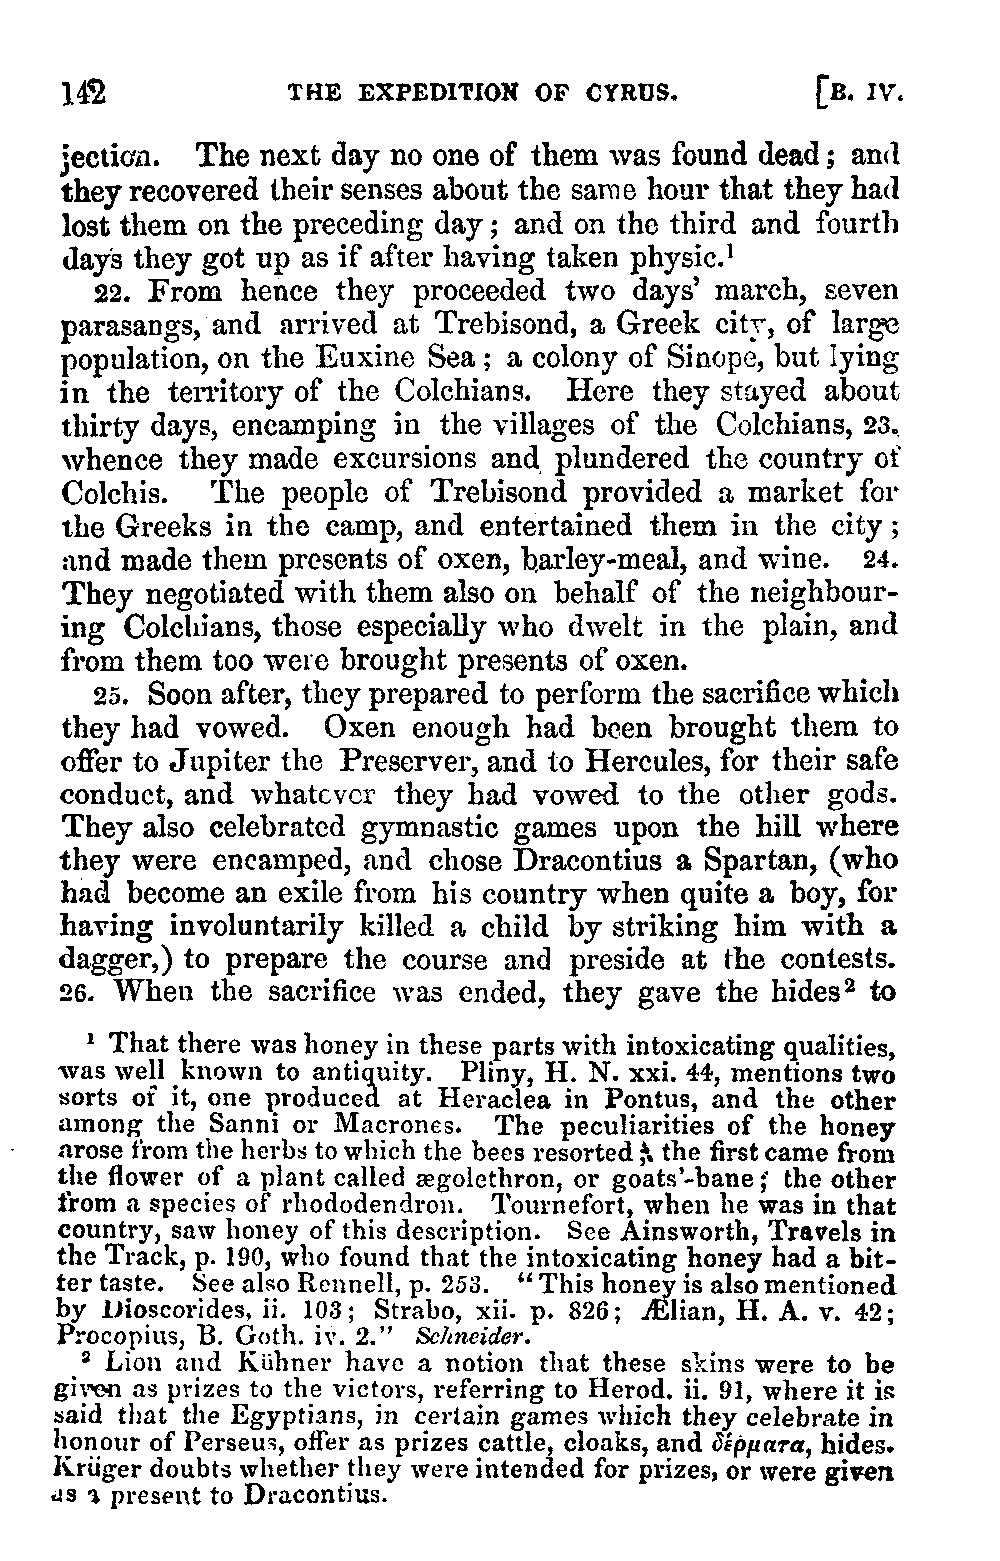 142 THE EXPEDITION OF CYRUS. [B. IV.
jection. The next day no one of them was found dead; and
they recovered their senses about the same hour that they had
lost them on the preceding day; and on the third and fourth
days they got up as if after having taken physic.¹
22. From hence they proceeded two days’ march, seven
parasangs, and arrived at Trebisond, a Greek city, of large
population, on the Euxine Sea; a colony of Sinope, but lying
in the territory of the Colchians. Here they stayed about
thirty days, encamping in the villages of the Colchians, 23.
whence they made excursions and plundered the country of
Colchis. The people of Trebisond provided a market for
the Greeks in the camp, and entertained them in the city;
and made them presents of oxen, barley-meal, and wine. 24.
They negotiated with them also on behalf of the neighbour-
ing Colchians, those especially who dwelt in the plain, and
from them too were brought presents of oxen.
25. Soon after, they prepared to perform the sacrifice which
they had vowed. Oxen enough had been brought them to
offer to Jupiter the Preserver, and to Hercules, for their safe
conduct, and whatever they had vowed to the other gods.
They also celebrated gymnastic games upon the hill where
they were encamped, and chose Dracontius a Spartan, (who
had become an exile from his country when quite a boy, for
having involuntarily killed a child by striking him with a
dagger,) to prepare the course and preside at the contests.
26. When the sacrifice was ended, they gave the hides² to
¹ That there was honey in these parts with intoxicating qualities,
was well known to antiquity. Pliny, H. N. xxi. 44, mentions two
sorts of it, one produced at Heraclea in Pontus, and the other
among the Sanni or Macrones. The peculiarities of the honey
arose from the herbs to which the bees resorted; the first came from
the flower of a plant called ægolethron, or goats’-bane; the other
from a species of rhododendron. Tournefort, when he was in that
country, saw honey of this description. See Ainsworth, Travels in
the Track, p. 190, who found that the intoxicating honey had a bit-
ter taste. See also Rennell, p. 253. “This honey is also mentioned
by Dioscorides, ii. 103; Strabo, xii. p. 826; Ælian, H. A. v. 42;
Procopius, B. Goth. iv. 2.” Schneider.
² Lion and Kühner have a notion that these skins were to be
given as prizes to the victors, referring to Herod. ii. 91, where it is
said that the Egyptians, in certain games which they celebrate in
honour of Perseus, offer as prizes cattle, cloaks, and δέρματα, hides.
Krüger doubts whether they were intended for prizes, or were given
as a present to Dracontius.